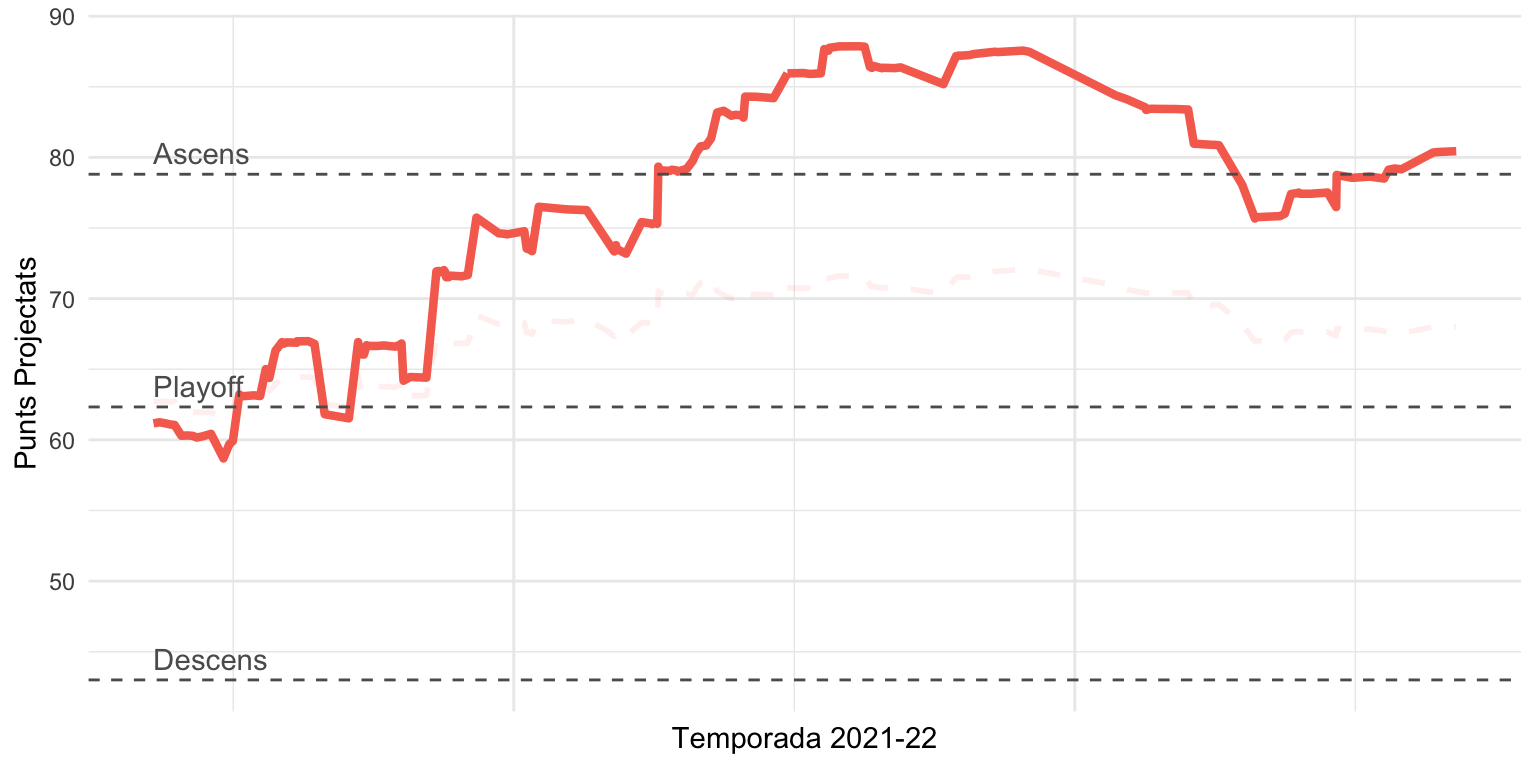 90
80
70
60
50
Punts Projectats
Ascens
Playoff
Descens
Temporada 2021-22